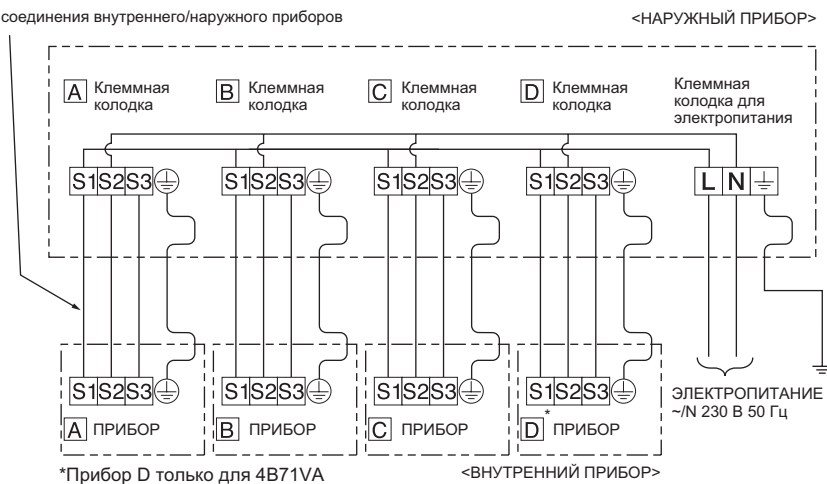 соединения внутреннего/наружного приборов
<НАРУЖНЫЙ ПРИБОР>
A Клеммная
колодка
B Клеммная
колодка
C Клеммная
колодка
D Клеммная
колодка
Клеммная
колодка для
электропитания
S1 S2 S3
S1 S2 S3
S1 S2 S3
S1 S2 S3
L N
S1 S2 S3
S1 S2 S3
S1 S2 S3
S1 S2 S3
A ПРИБОР
B ПРИБОР
C ПРИБОР
D* ПРИБОР
ЭЛЕКТРОПИТАНИЕ
~/N 230 В 50 Гц
*Прибор D только для 4B71VA
<ВНУТРЕННИЙ ПРИБОР>